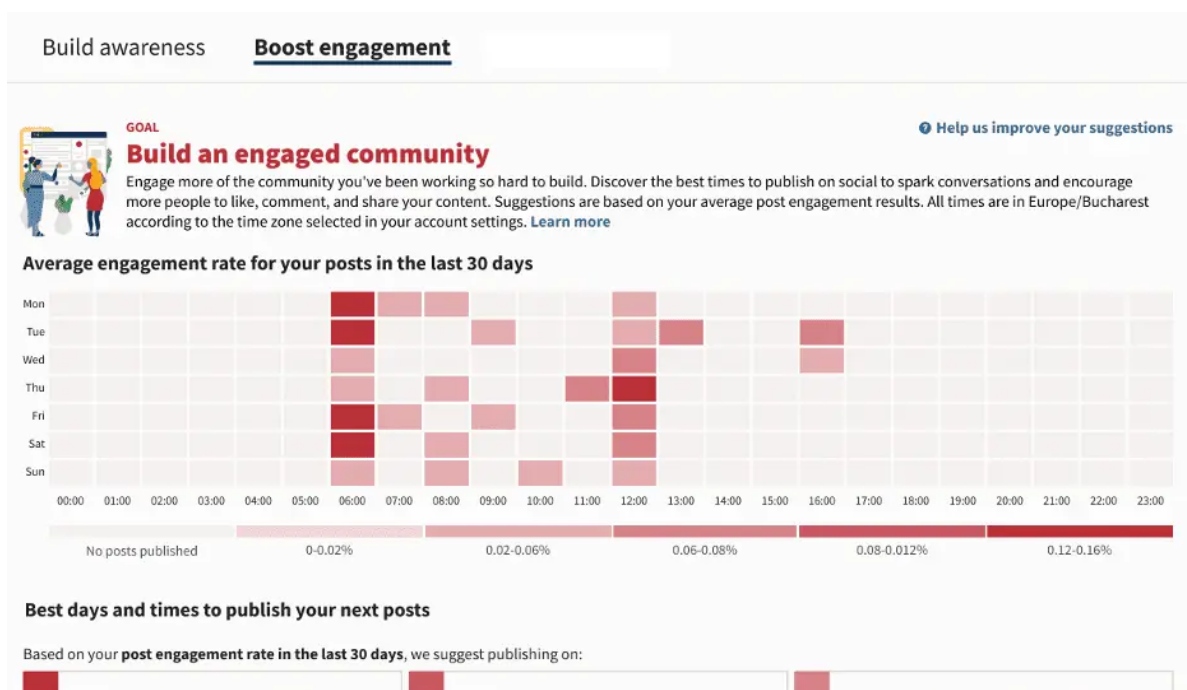 Build awareness Boost engagement
GOAL
Help us improve your suggestions
Build an engaged community
Engage more of the community you've been working so hard to build. Discover the best times to publish on social to spark conversations and encourage
more people to like, comment, and share your content. Suggestions are based on your average post engagement results. All times are in Europe/Bucharest
according to the time zone selected in your account settings. Learn more
Average engagement rate for your posts in the last 30 days
Mon
Tue
Wed
Thu
Fri
Sat
Sun
00:00 01:00 02:00 03:00 04:00 05:00 06:00 07:00 08:00 09:00 10:00 11:00 12:00 13:00 14:00 15:00 16:00 17:00 18:00 19:00 20:00 21:00 22:00 23:00
No posts published 0-0.02% 0.02-0.06% 0.06-0.08% 0.08-0.012% 0.12-0.16%
Best days and times to publish your next posts
Based on your post engagement rate in the last 30 days, we suggest publishing on: